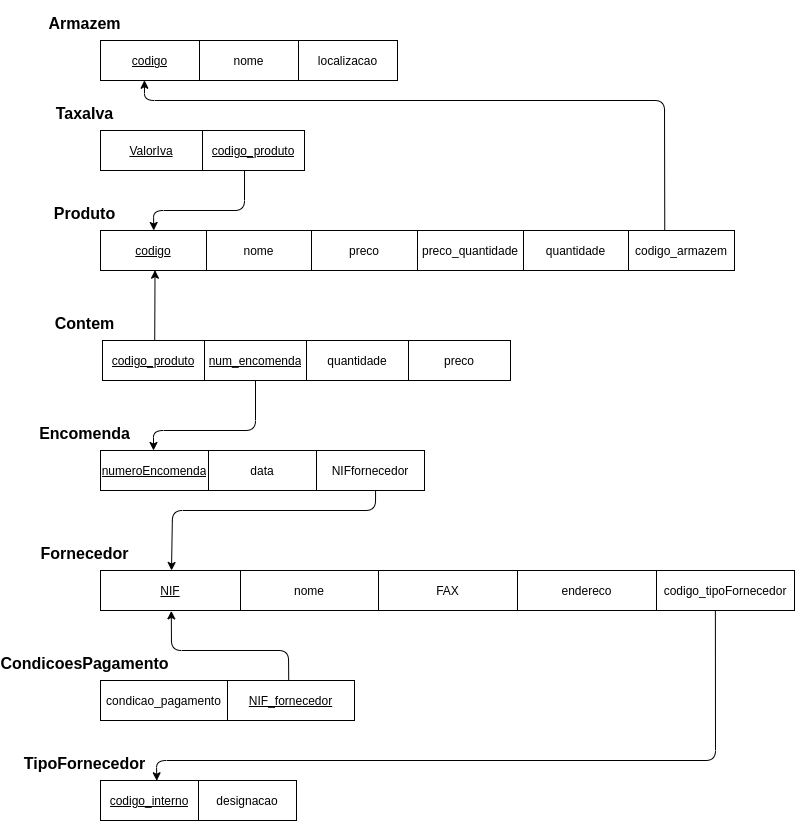 Armazem
codigo nome localizacao
TaxaIva
ValorIva codigo_produto
Produto
codigo nome preco preco_quantidade quantidade codigo_armazem
Contem
codigo_produto num_encomenda quantidade preco
Encomenda
numeroEncomenda data NIFfornecedor
Fornecedor
NIF nome FAX endereco codigo_tipoFornecedor
CondicoesPagamento
condicao_pagamento NIF_fornecedor
TipoFornecedor
codigo_interno designacao